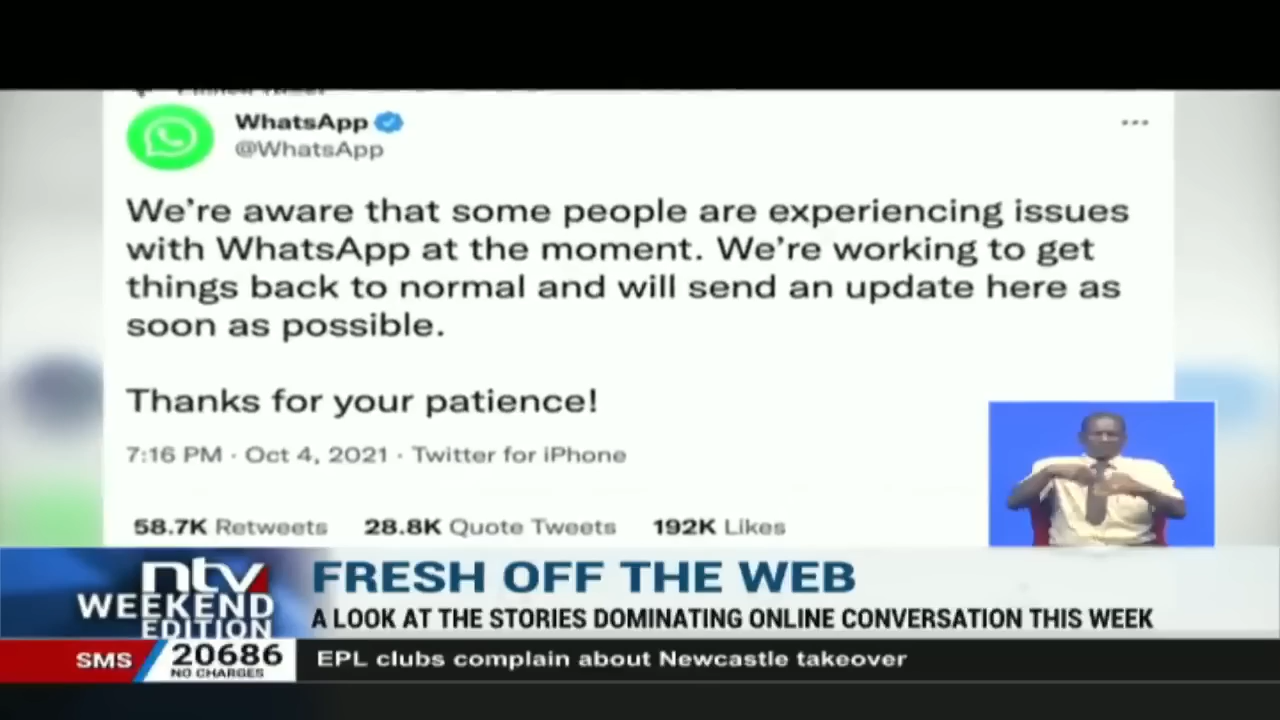 WhatsApp
@WhatsApp
We're aware that some people are experiencing issues
with WhatsApp at the moment. We're working to get
things back to normal and will send an update here as
soon as possible.
Thanks for your patience!
7:16 PM · Oct 4, 2021 · Twitter for iPhone
58.7K Retweets 28.8K Quote Tweets 192K Likes
ntv
WEEKEND
EDITION
FRESH OFF THE WEB
A LOOK AT THE STORIES DOMINATING ONLINE CONVERSATION THIS WEEK
SMS 20686
NO CHARGES
EPL clubs complain about Newcastle takeover